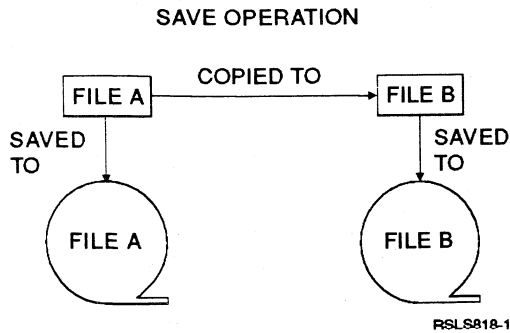 SAVE OPERATION
COPIED TO
FILE A
FILE B
SAVED
TO
SAVED
TO
FILE A
FILE B
RSLS818-1